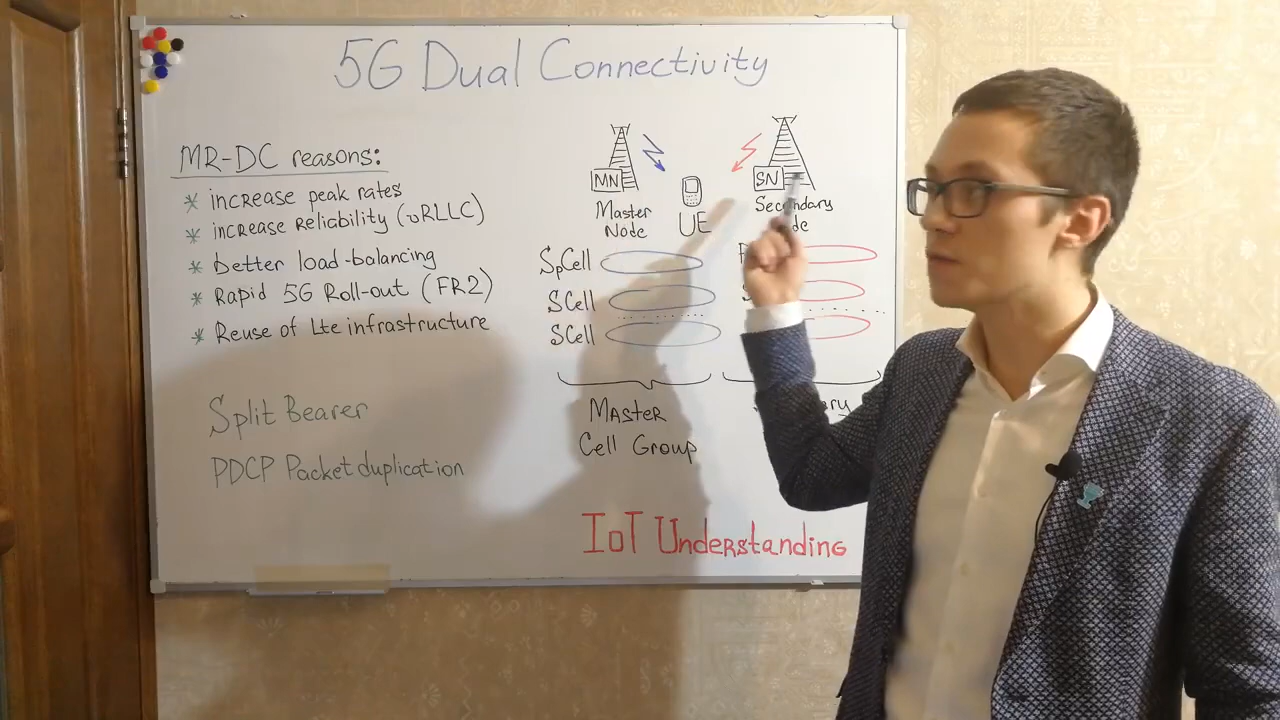 5G Dual Connectivity
MR-DC reasons:
* increase peak rates
* increase reliability (uRLLC)
* better load-balancing
* Rapid 5G Roll-out (FR2)
* Reuse of Lte infrastructure
Split Bearer
PDCP Packet duplication
MN
Master
Node
UE
SN
Secondary
SpCell
SCell
SCell
Master
Cell Group
IoT Understanding